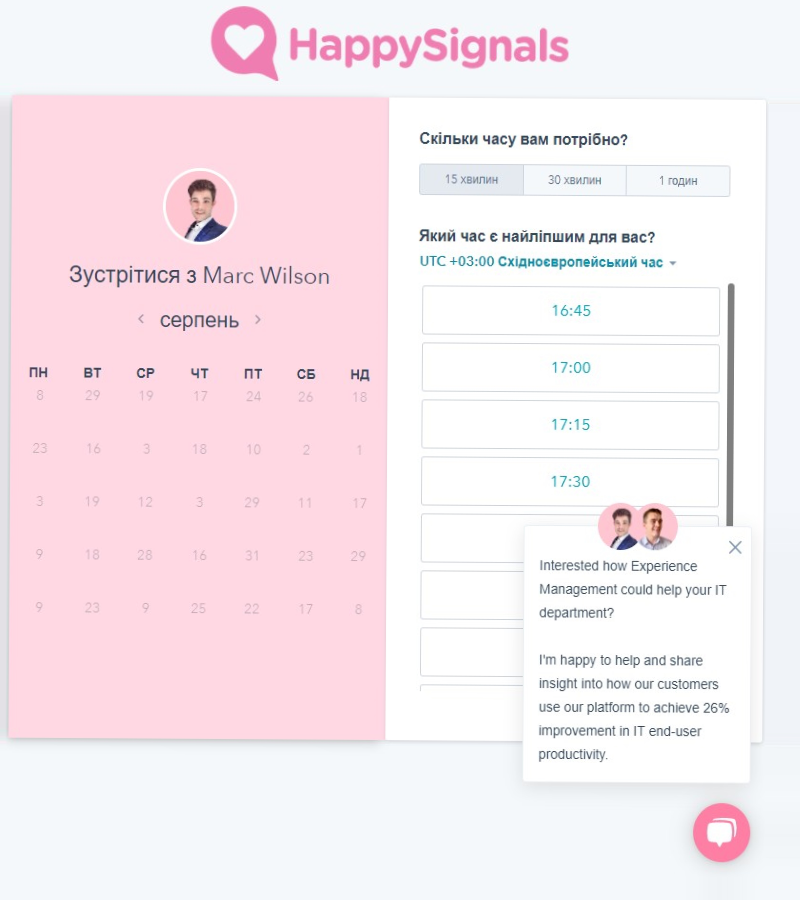 HappySignals
Зустрітися з Marc Wilson
серпень
ПН ВТ СР ЧТ ПТ СБ НД
8 29 19 17 24 26 18
23 16 3 18 10 2 1
3 19 12 3 29 11 17
9 18 28 16 31 23 29
9 23 9 25 22 17 8
Скільки часу вам потрібно?
15 хвилин 30 хвилин 1 годин
Який час є найліпшим для вас?
UTC +03:00 Східноєвропейський час
16:45
17:00
17:15
17:30
Interested how Experience
Management could help your IT
department?
I'm happy to help and share
insight into how our customers
use our platform to achieve 26%
improvement in IT end-user
productivity.